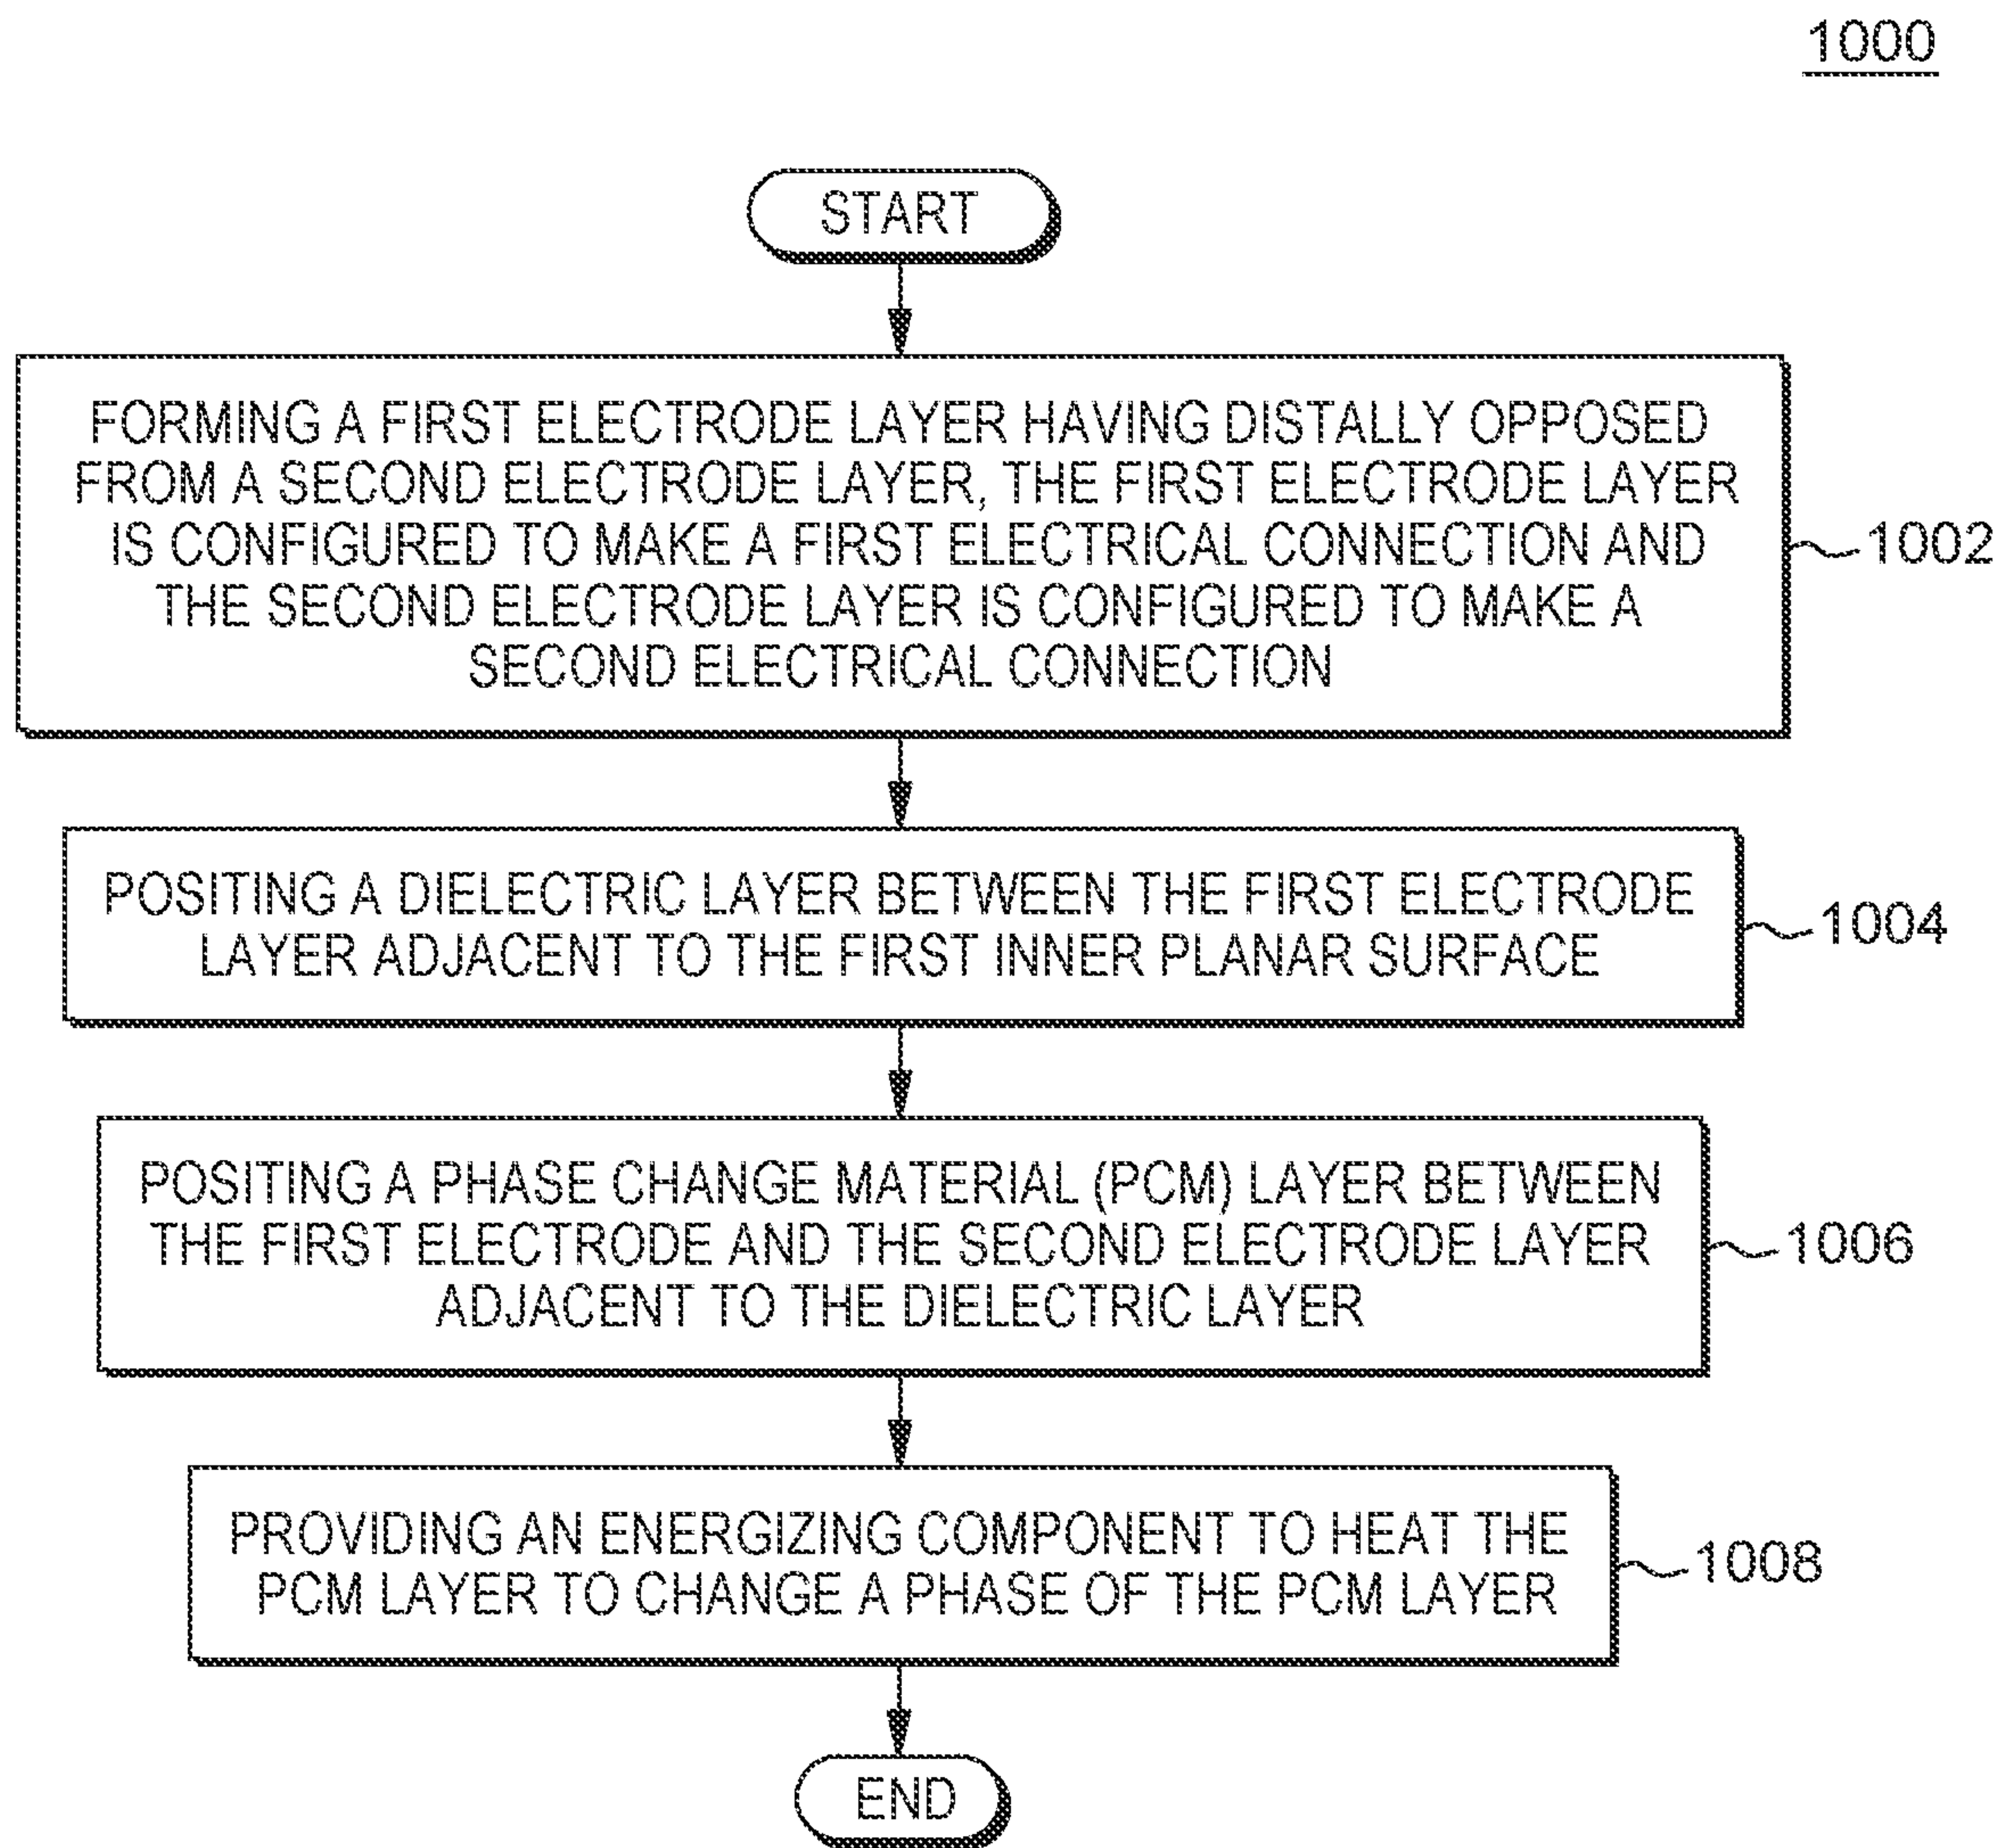 1000
START
FORMING A FIRST ELECTRODE LAYER HAVING DISTALLY OPPOSED
FROM A SECOND ELECTRODE LAYER, THE FIRST ELECTRODE LAYER
IS CONFIGURED TO MAKE A FIRST ELECTRICAL CONNECTION AND
THE SECOND ELECTRODE LAYER IS CONFIGURED TO MAKE A
SECOND ELECTRICAL CONNECTION
1002
POSITING A DIELECTRIC LAYER BETWEEN THE FIRST ELECTRODE
LAYER ADJACENT TO THE FIRST INNER PLANAR SURFACE
1004
POSITING A PHASE CHANGE MATERIAL (PCM) LAYER BETWEEN
THE FIRST ELECTRODE AND THE SECOND ELECTRODE LAYER
ADJACENT TO THE DIELECTRIC LAYER
1006
PROVIDING AN ENERGIZING COMPONENT TO HEAT THE
PCM LAYER TO CHANGE A PHASE OF THE PCM LAYER
1008
END